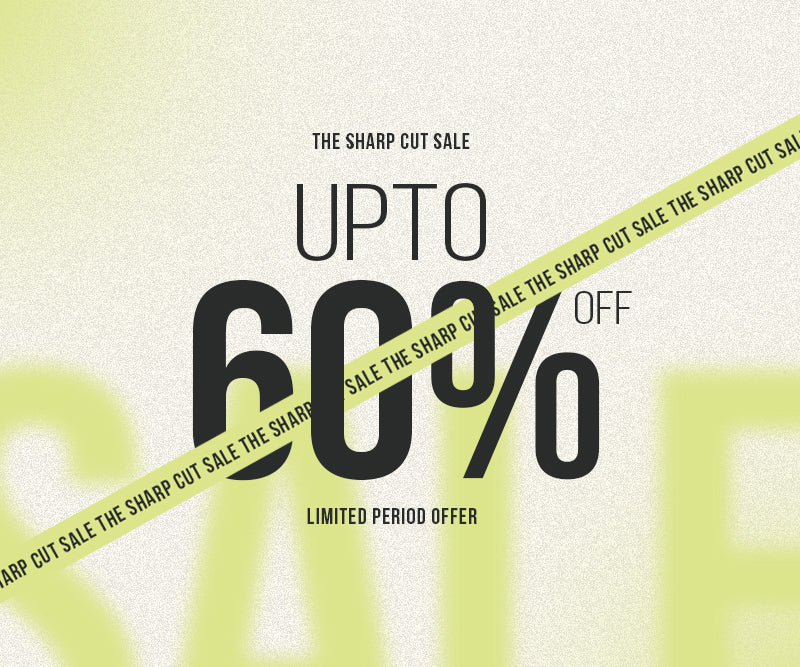 THE SHARP CUT SALE
UPTO
60%
OFF
ARP CUT SALE THE SHARP CUT SALE THE SHARP SALE THE SHARP CUT SALE THE SHARP CUT SALE THE SHARP CUT SAL
LIMITED PERIOD OFFER
SALE